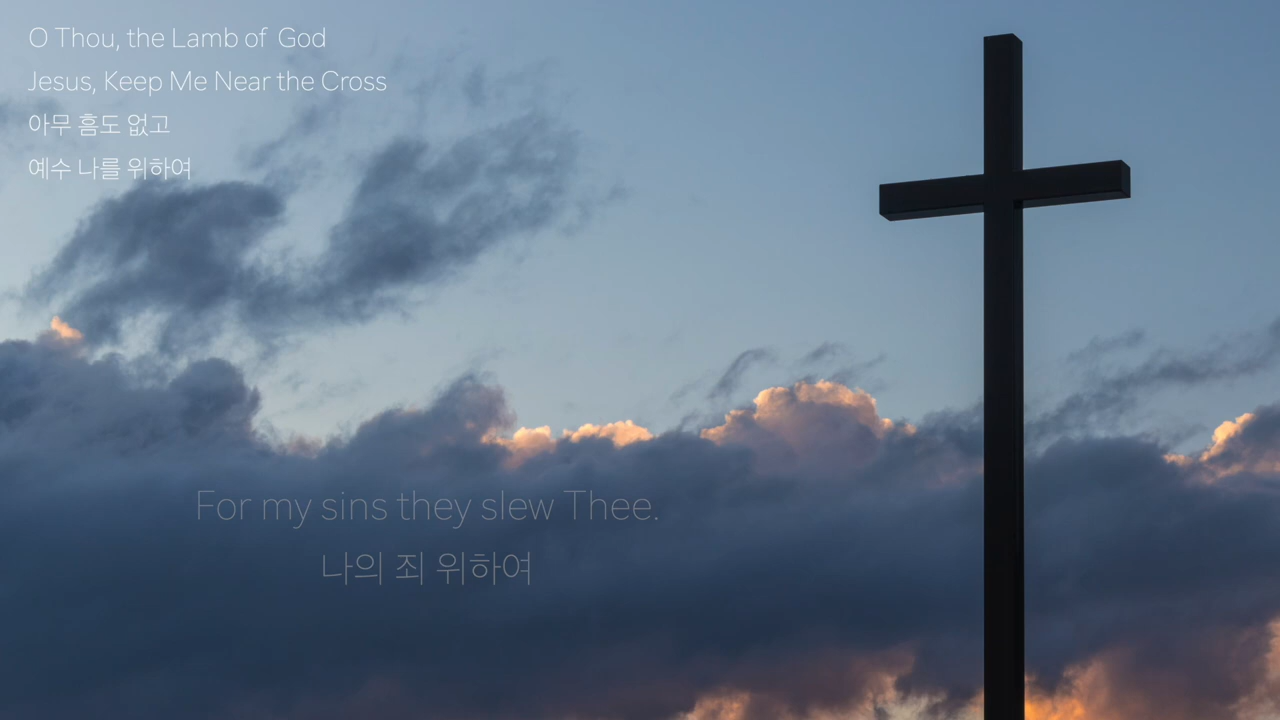 O Thou, the Lamb of God
Jesus, Keep Me Near the Cross
아무 흠도 없고
예수 나를 위하여
For my sins they slew Thee.
나의 죄 위하여